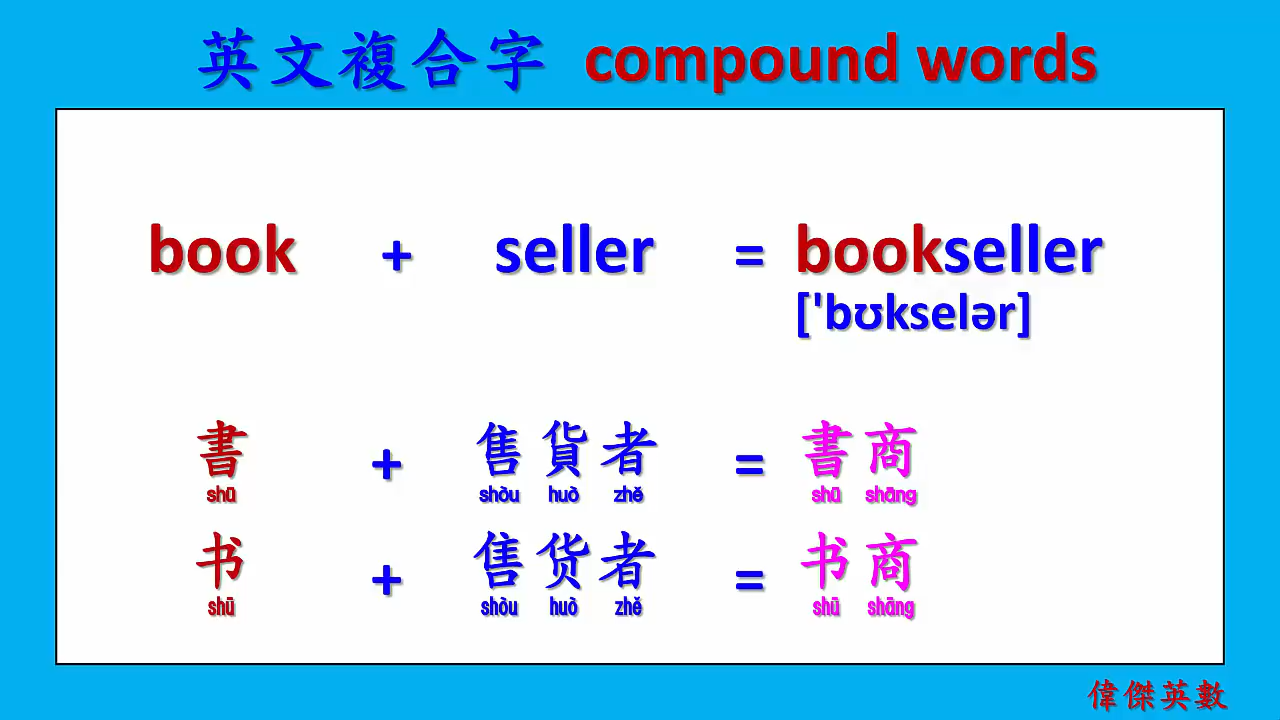 英文複合字 compound words
book + seller = bookseller
['bʊkselər]
書 + 售貨者 = 書商
shū shòu huò zhě shū shāng
书 + 售货者 = 书商
shū shòu huò zhě shū shāng
偉傑英數